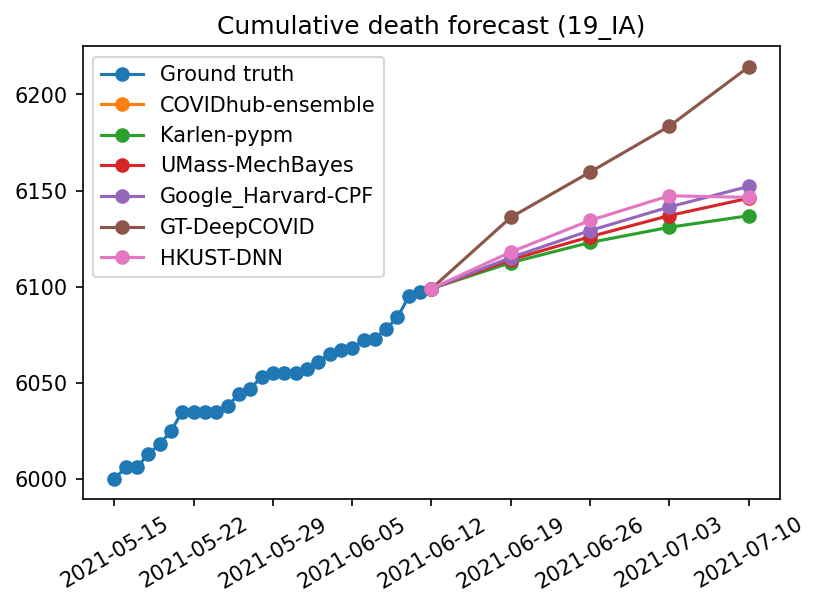 Cumulative death forecast (19_IA)
Ground truth
COVIDhub-ensemble
Karlen-pypm
UMass-MechBayes
Google_Harvard-CPF
GT-DeepCOVID
HKUST-DNN
6200
6150
6100
6050
6000
2021-05-15 2021-05-22 2021-05-29 2021-06-05 2021-06-12 2021-06-19 2021-06-26 2021-07-03 2021-07-10